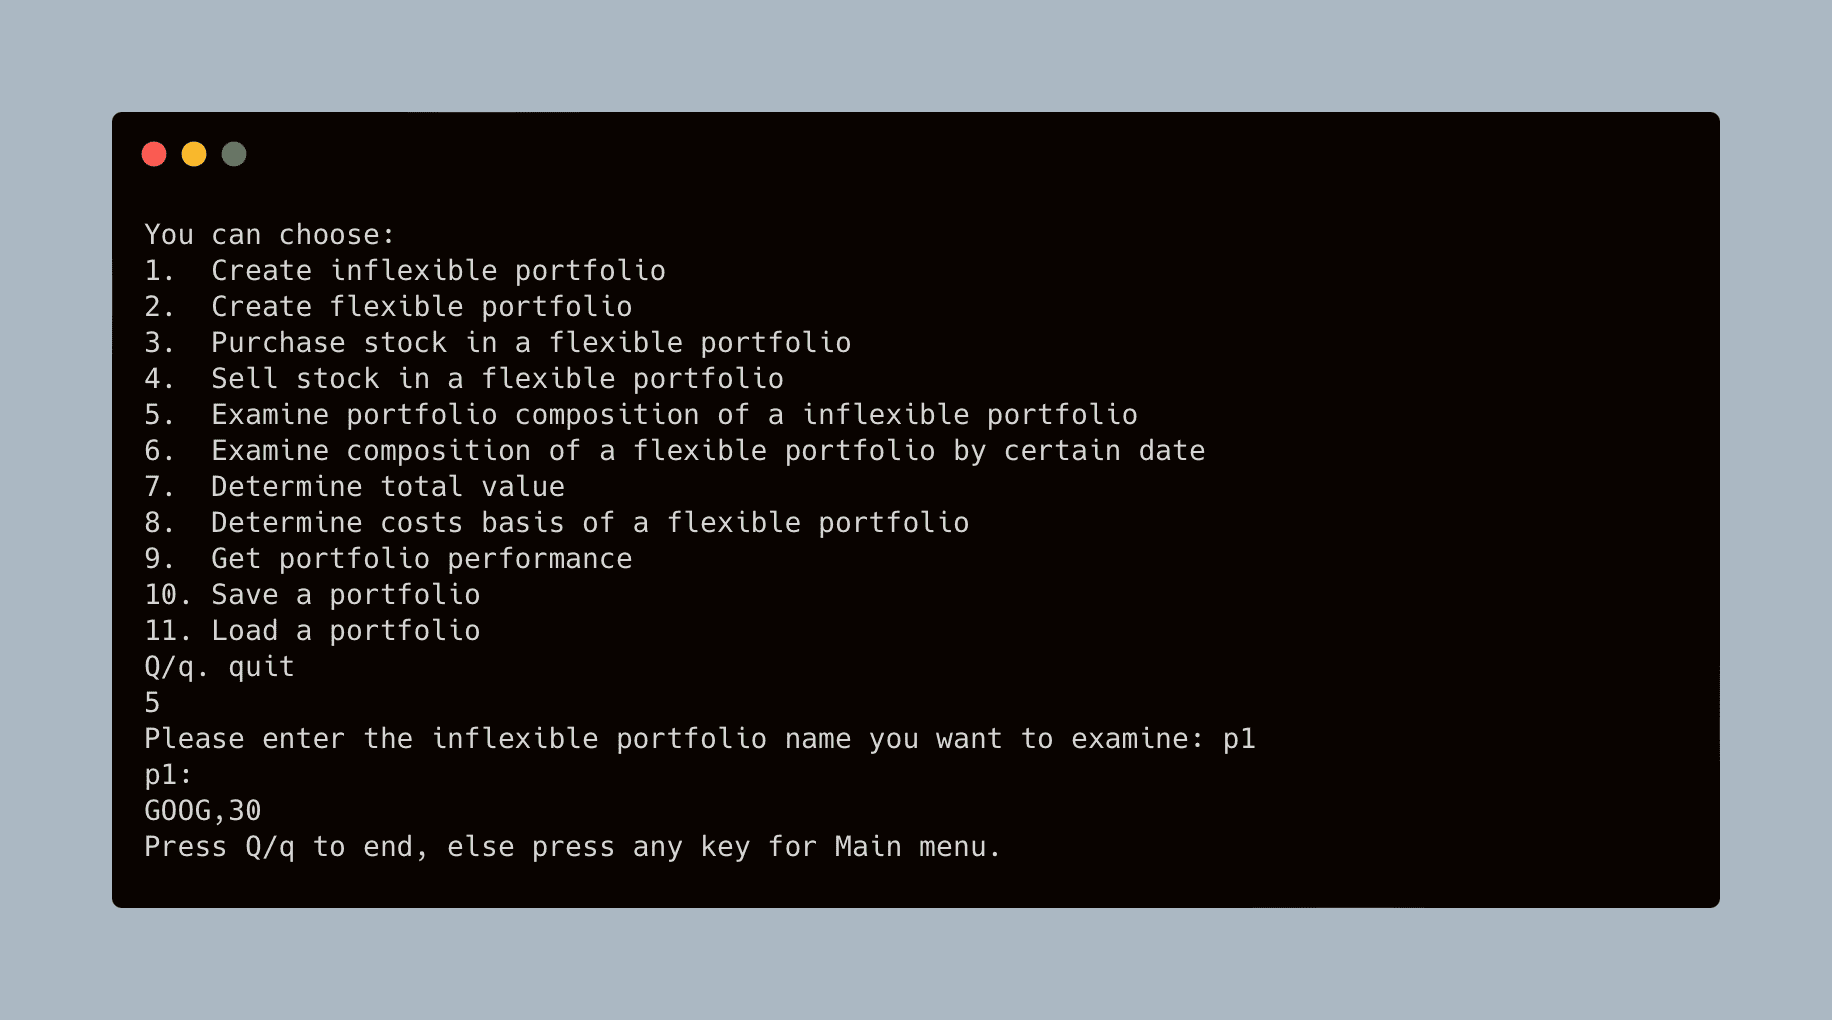 You can choose:
1.  Create inflexible portfolio
2.  Create flexible portfolio
3.  Purchase stock in a flexible portfolio
4.  Sell stock in a flexible portfolio
5.  Examine portfolio composition of a inflexible portfolio
6.  Examine composition of a flexible portfolio by certain date
7.  Determine total value
8.  Determine costs basis of a flexible portfolio
9.  Get portfolio performance
10. Save a portfolio
11. Load a portfolio
Q/q. quit
5
Please enter the inflexible portfolio name you want to examine: p1
p1:
GOOG,30
Press Q/q to end, else press any key for Main menu.